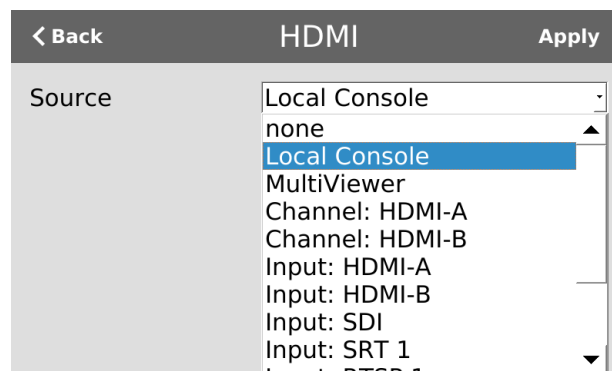 Back HDMI Apply
Source Local Console
none
Local Console
MultiViewer
Channel: HDMI-A
Channel: HDMI-B
Input: HDMI-A
Input: HDMI-B
Input: SDI
Input: SRT 1